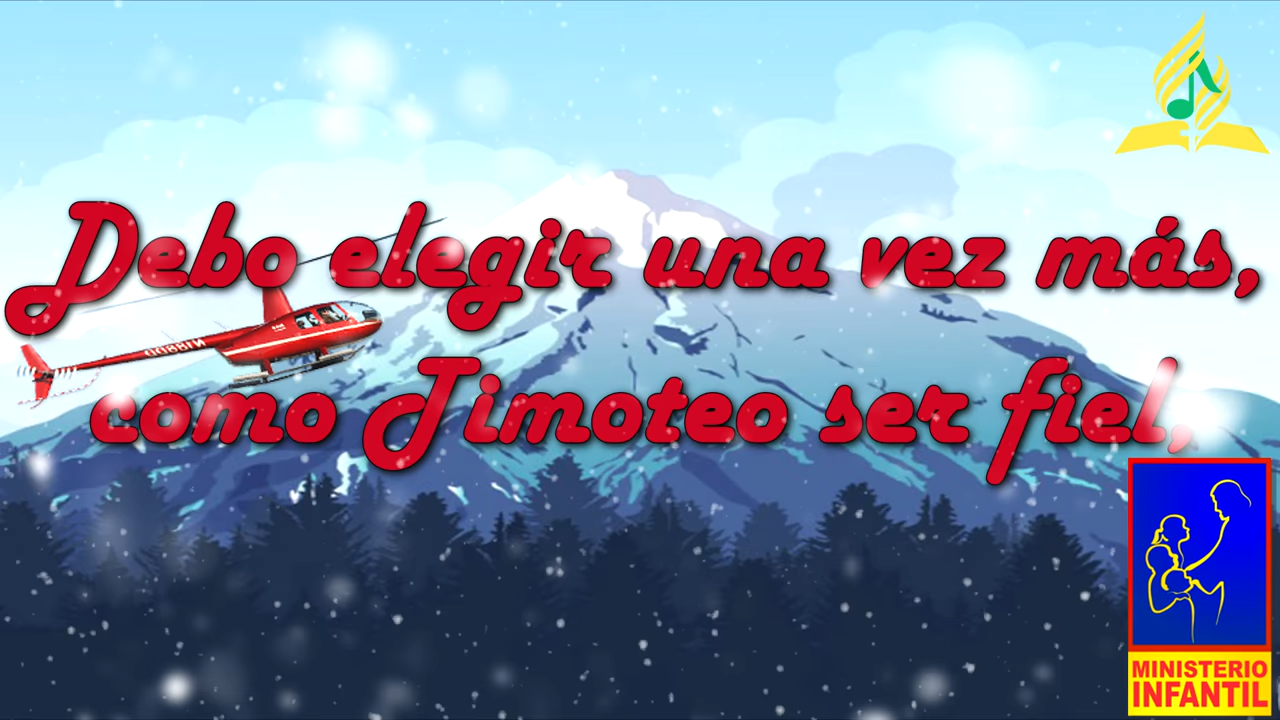 Debo elegir una vez más,
como Timoteo ser fiel,
MINISTERIO
INFANTIL